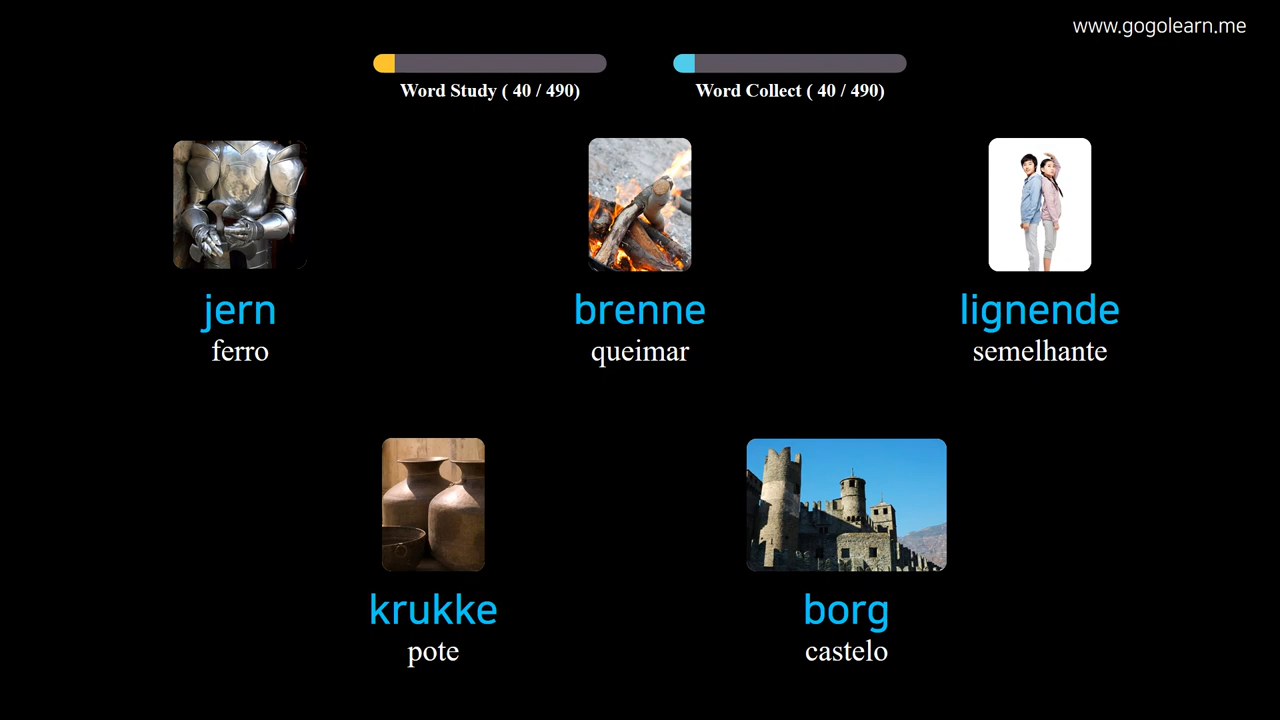 www.gogolearn.me
Word Study ( 40 / 490)
Word Collect ( 40 / 490)
jern
ferro
brenne
queimar
lignende
semelhante
krukke
pote
borg
castelo